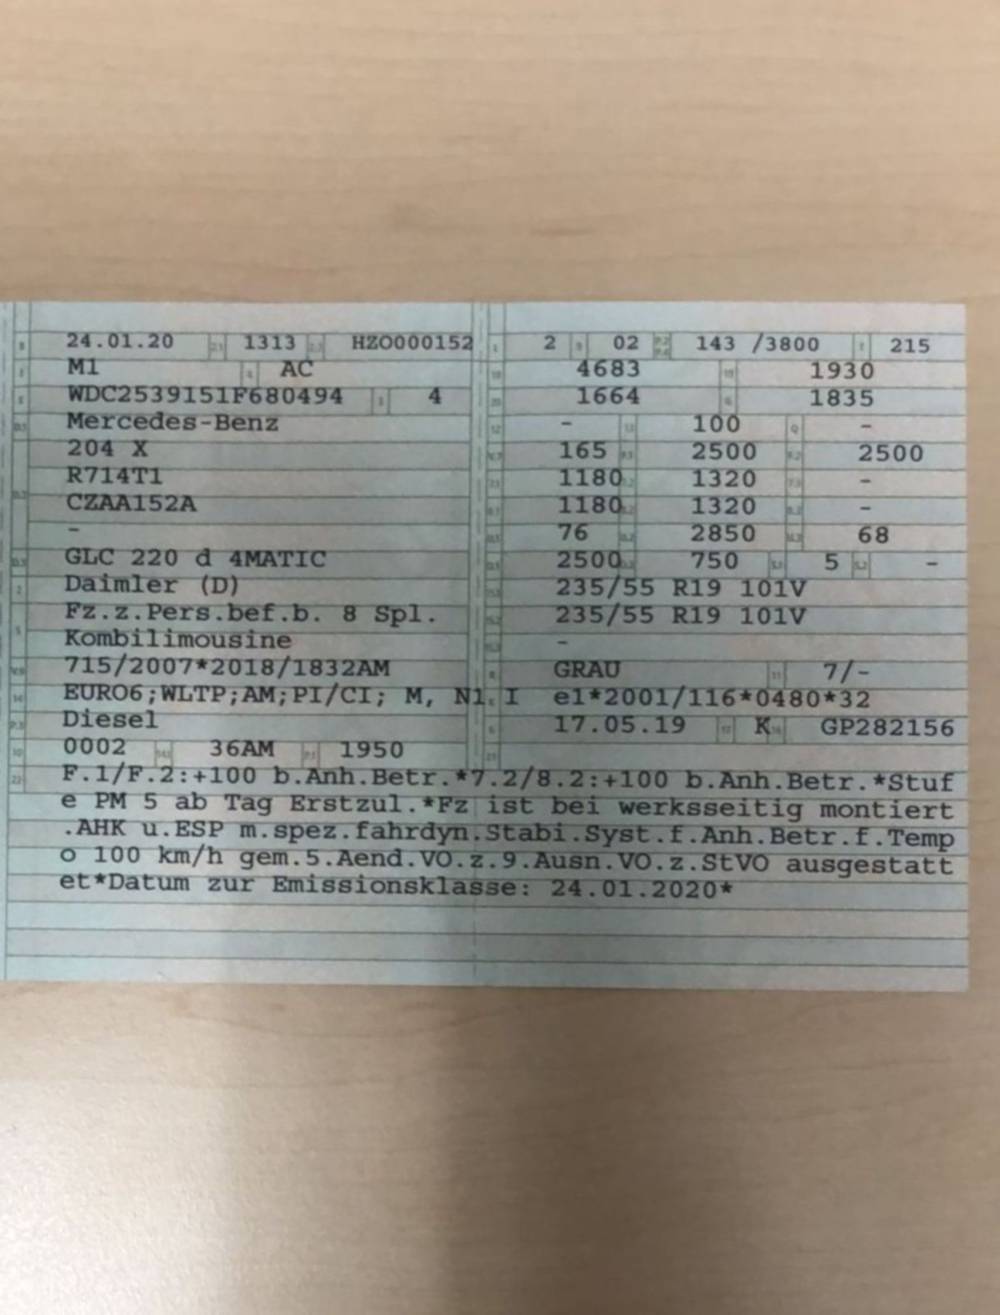 24.01.20 1313 HZO000152
M1 AC
WDC2539151F680494 4
Mercedes-Benz
204 X
R714T1
CZAA152A
-
GLC 220 d 4MATIC
Daimler (D)
Fz.z.Pers.bef.b. 8 Spl.
Kombilimousine
715/2007*2018/1832AM
EURO6;WLTP;AM;PI/CI; M, N1 I
Diesel
0002 36AM 1950
2 02 143 /3800 215
4683 1930
1664 1835
- 100 -
165 2500 2500
1180 1320 -
1180 1320 -
76 2850 68
2500 750 5 -
235/55 R19 101V
235/55 R19 101V
-
GRAU 7/-
e1*2001/116*0480*32
17.05.19 K GP282156
F.1/F.2:+100 b.Anh.Betr.*7.2/8.2:+100 b.Anh.Betr.*Stuf
e PM 5 ab Tag Erstzul.*Fz ist bei werksseitig montiert
.AHK u.ESP m.spez.fahrdyn.Stabi.Syst.f.Anh.Betr.f.Temp
o 100 km/h gem.5.Aend.VO.z.9.Ausn.VO.z.StVO ausgestatt
et*Datum zur Emissionsklasse: 24.01.2020*